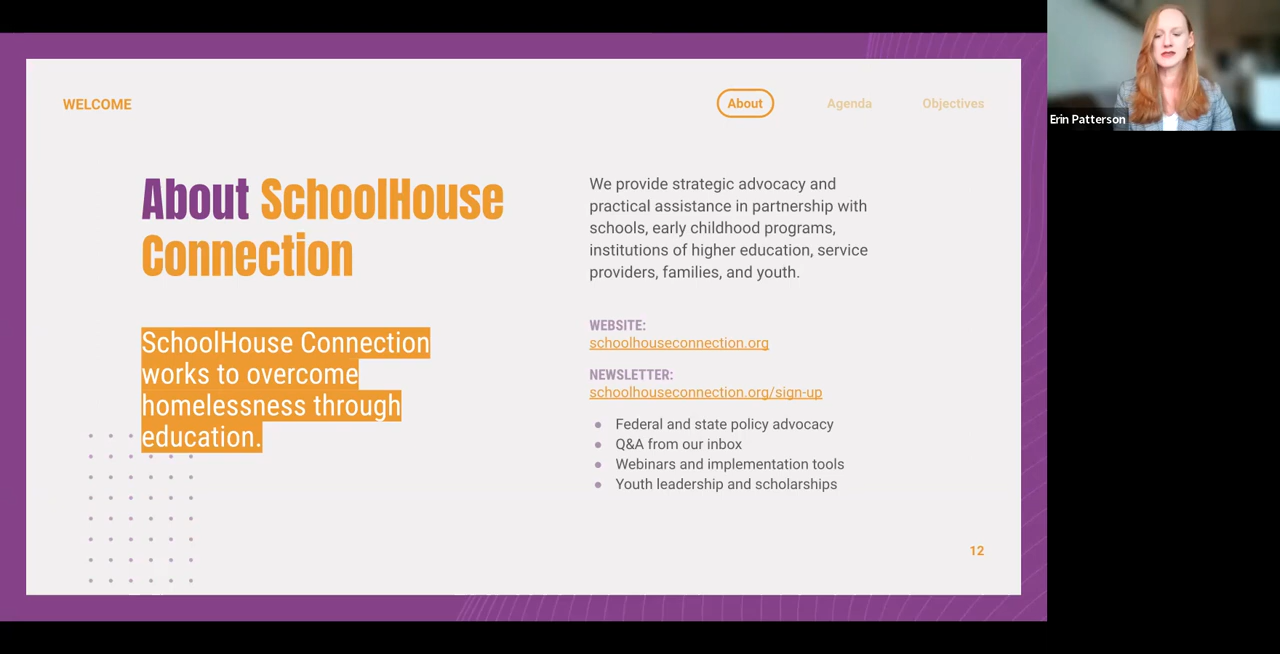 WELCOME
About
Agenda
Objectives
About SchoolHouse
Connection
SchoolHouse Connection
works to overcome
homelessness through
education.
We provide strategic advocacy and
practical assistance in partnership with
schools, early childhood programs,
institutions of higher education, service
providers, families, and youth.
WEBSITE:
schoolhouseconnection.org
NEWSLETTER:
schoolhouseconnection.org/sign-up
● Federal and state policy advocacy
● Q&A from our inbox
● Webinars and implementation tools
● Youth leadership and scholarships
12
Erin Patterson